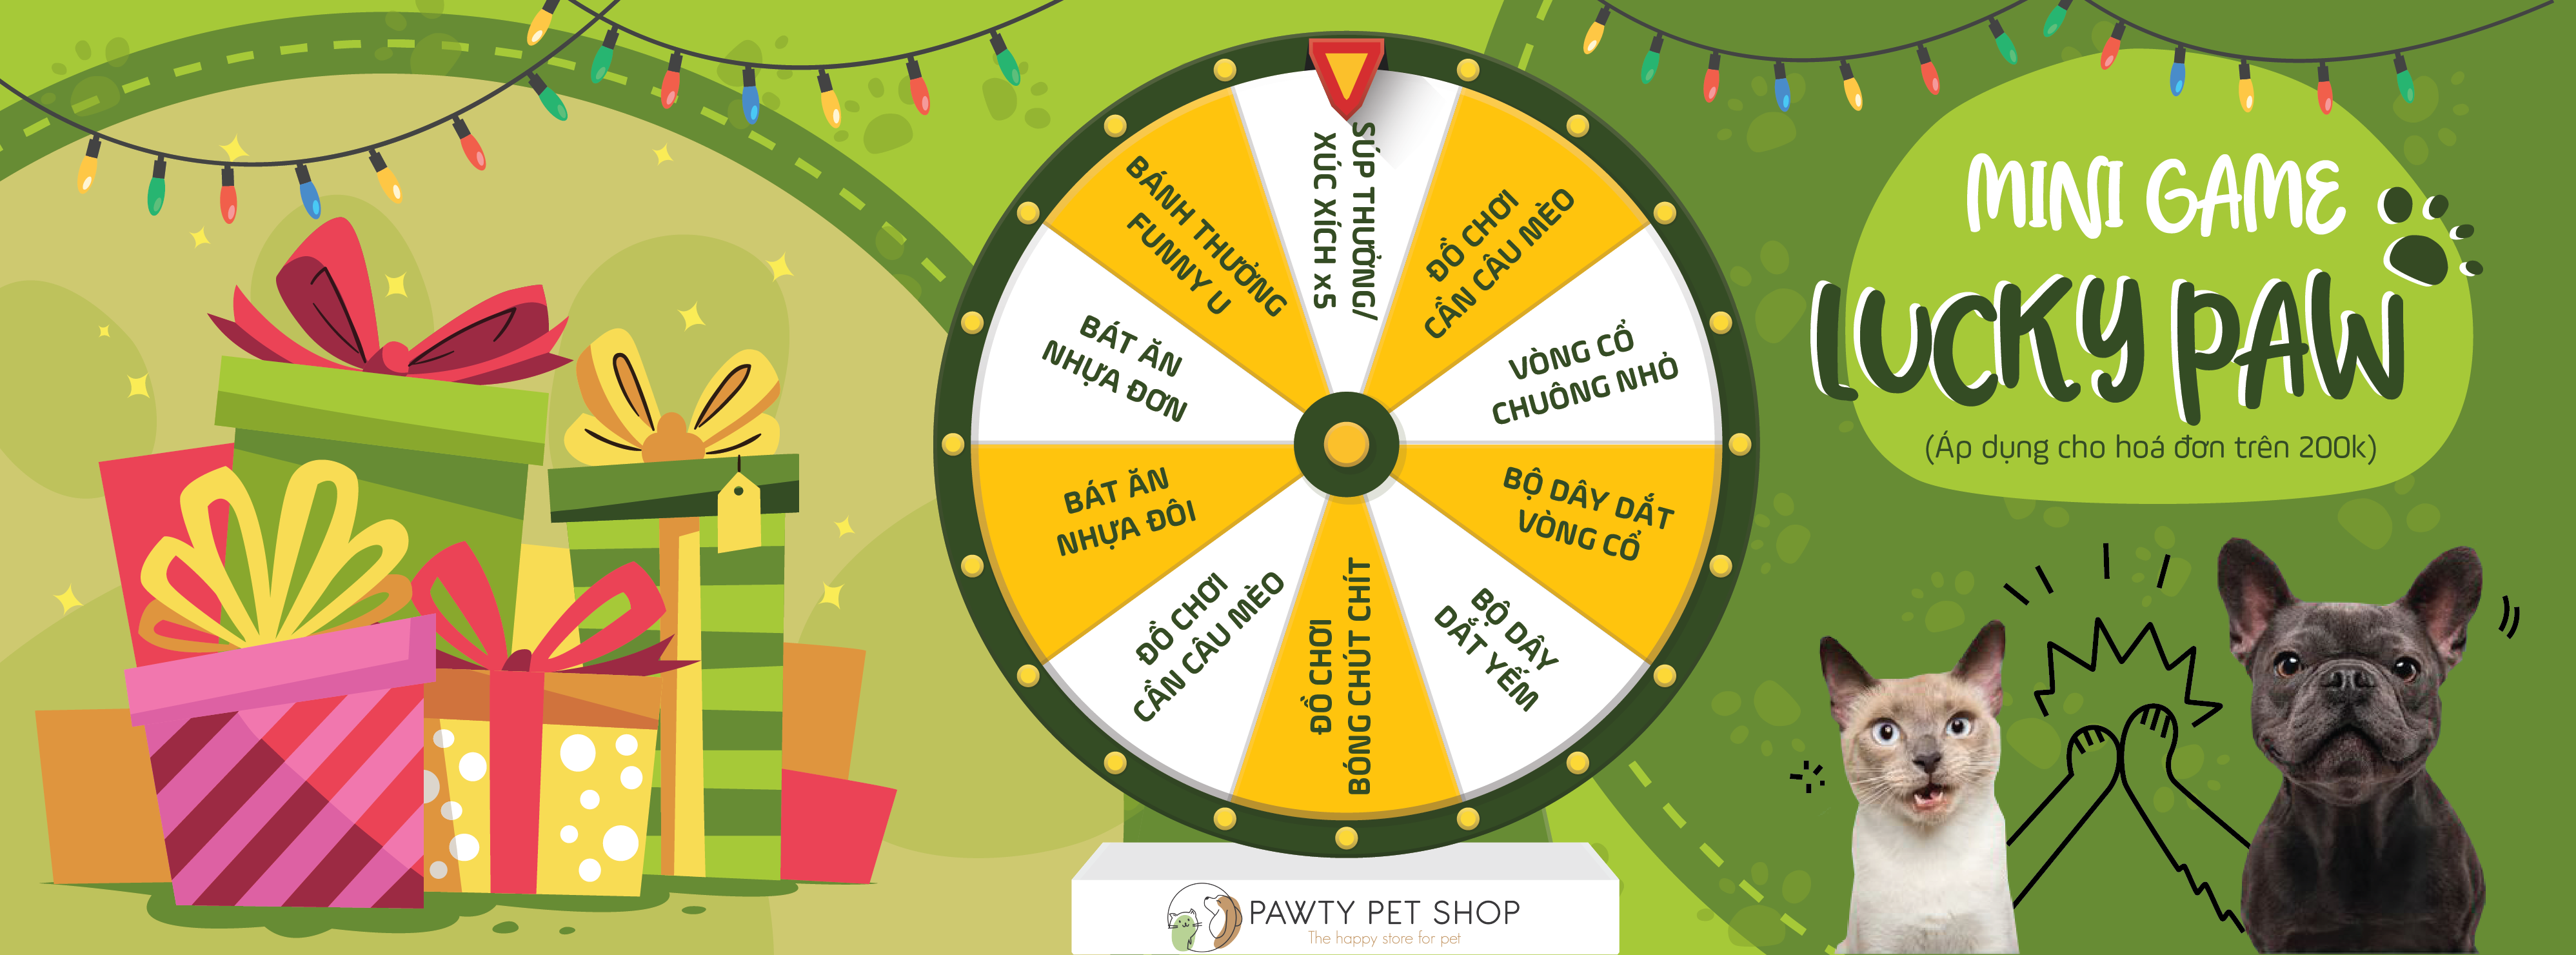 SÚP THƯỞNG/
XÚC XÍCH x5
ĐỒ CHƠI
CẦN CÂU MÈO
VÒNG CỔ
CHUÔNG NHỎ
BỘ DÂY DẮT
VÒNG CỔ
BỘ DÂY
DẮT YẾM
ĐỒ CHƠI
BÓNG CHÚT CHÍT
ĐỒ CHƠI
CẦN CÂU MÈO
BÁT ĂN
NHỰA ĐÔI
BÁT ĂN
NHỰA ĐƠN
BÁNH THƯỞNG
FUNNY U
MINI GAME
LUCKY PAW
(Áp dụng cho hoá đơn trên 200k)
PAWTY PET SHOP
The happy store for pet